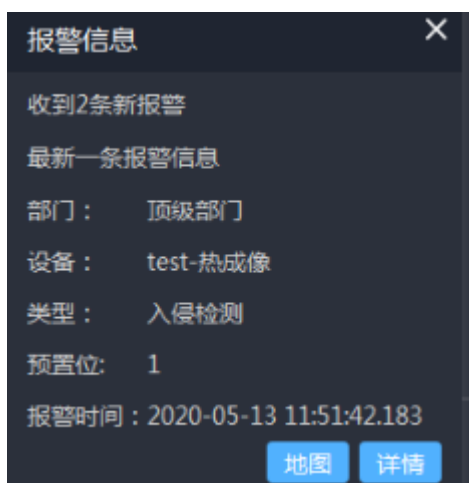 报警信息
收到2条新报警
最新一条报警信息
部门： 顶级部门
设备： test-热成像
类型： 入侵检测
预置位: 1
报警时间：2020-05-13 11:51:42.183
地图 详情